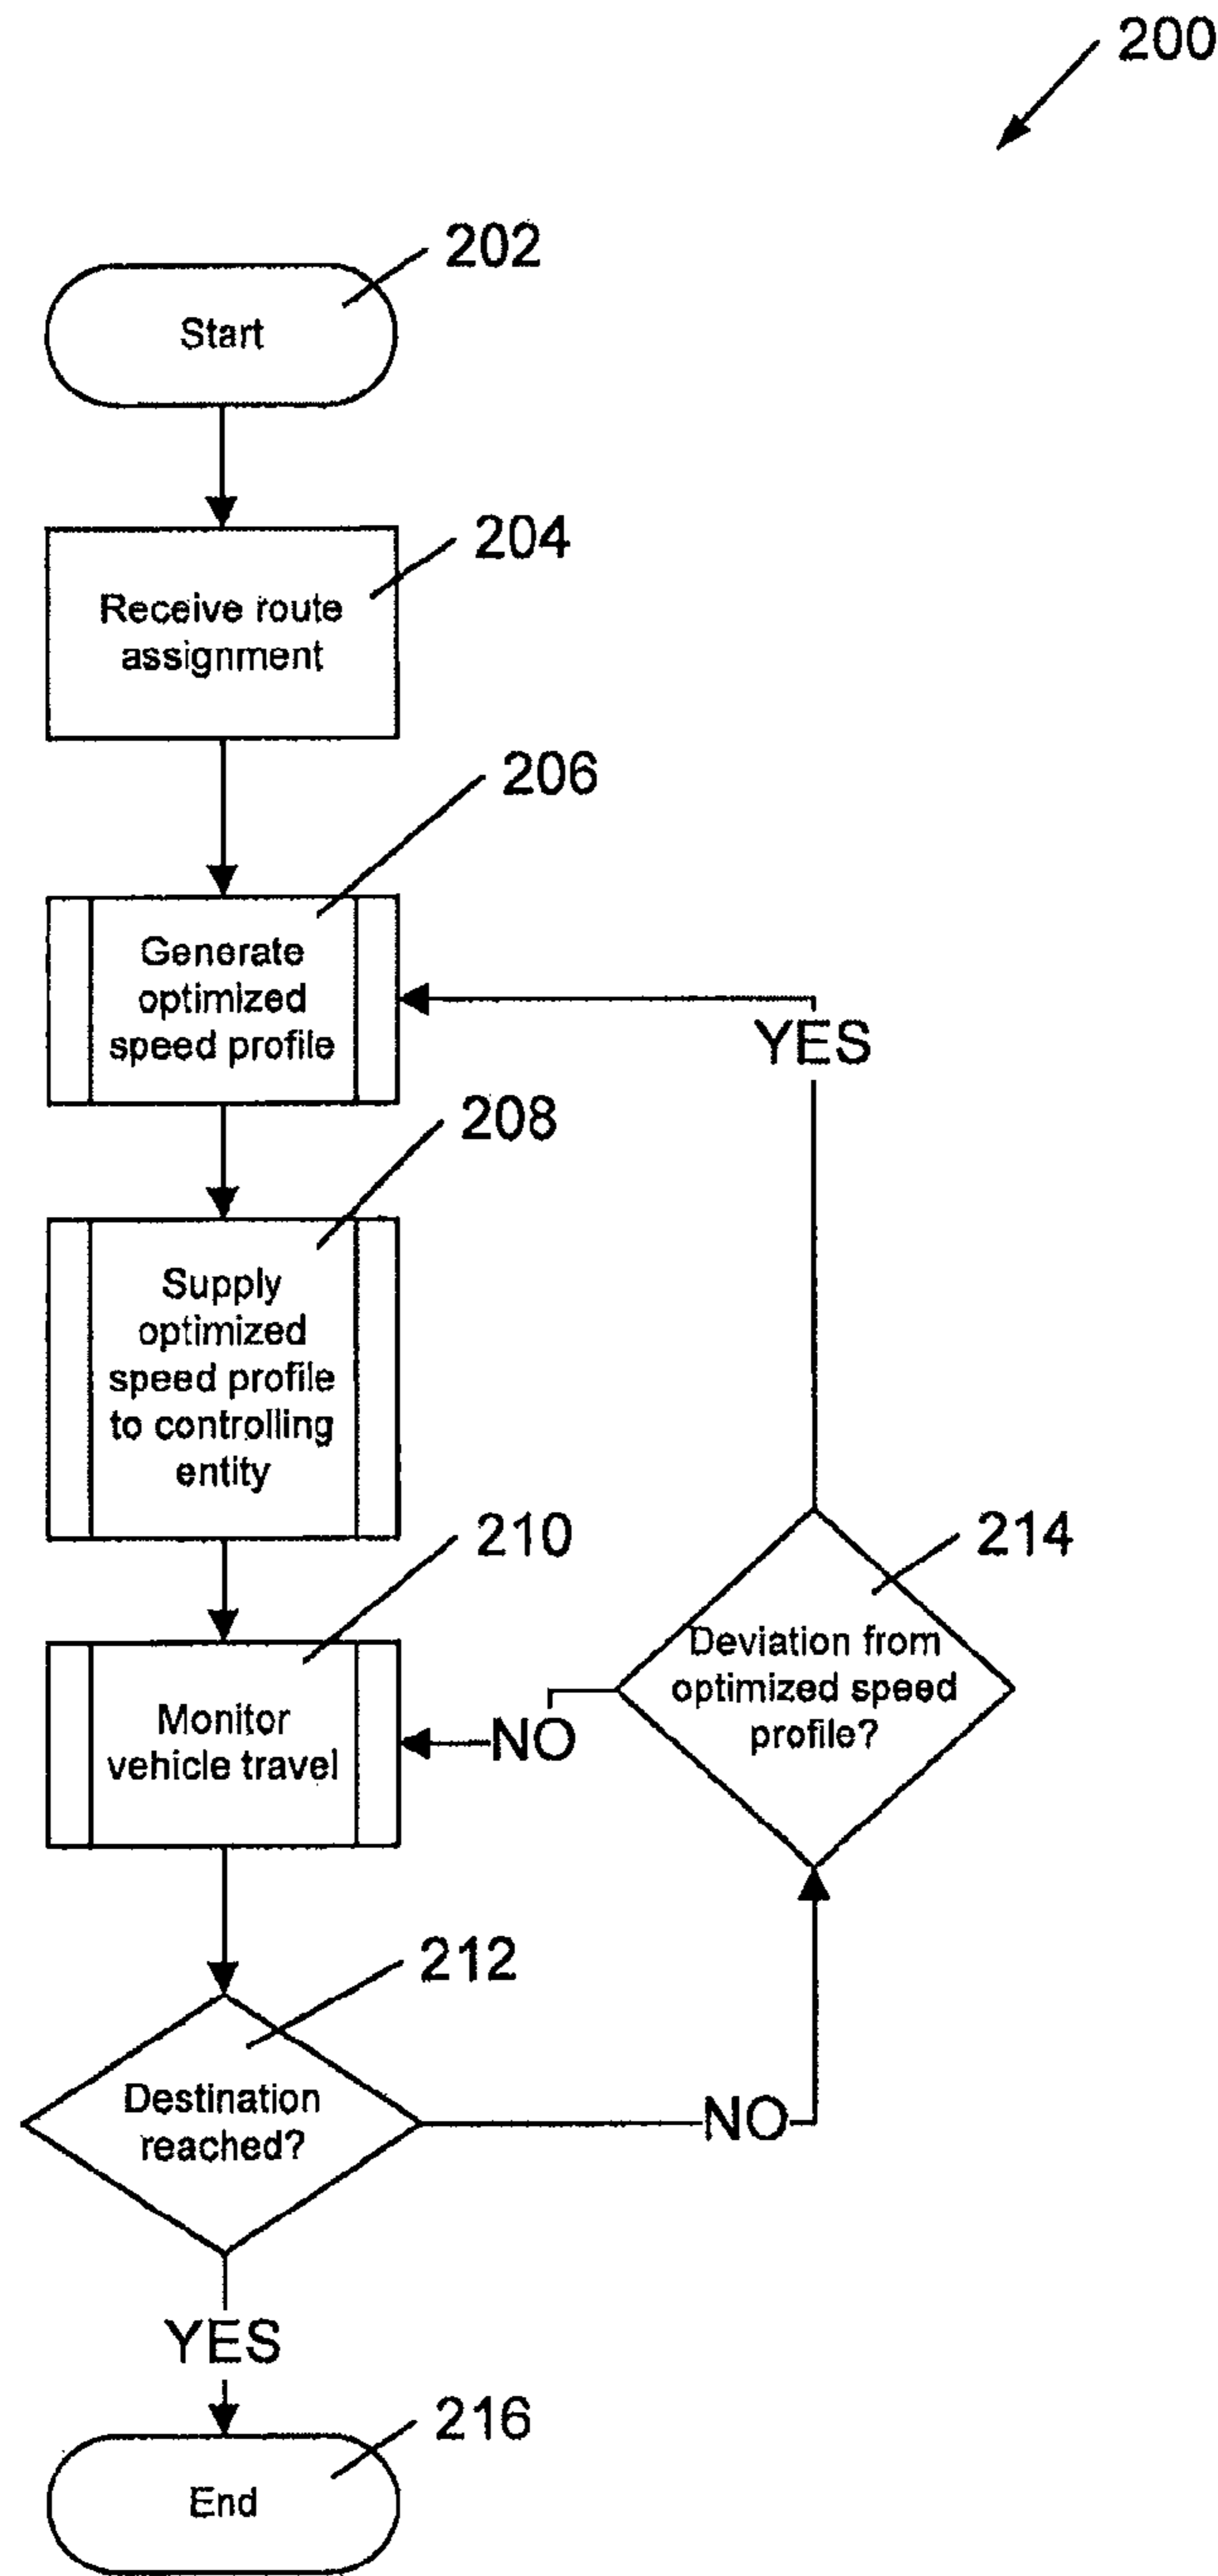 200
202
Start
204
Receive route
assignment
206
Generate
optimized
speed profile
YES
208
Supply
optimized
speed profile
to controlling
entity
210
Monitor
vehicle travel
NO
214
Deviation from
optimized speed
profile?
212
Destination
reached?
NO
YES
216
End